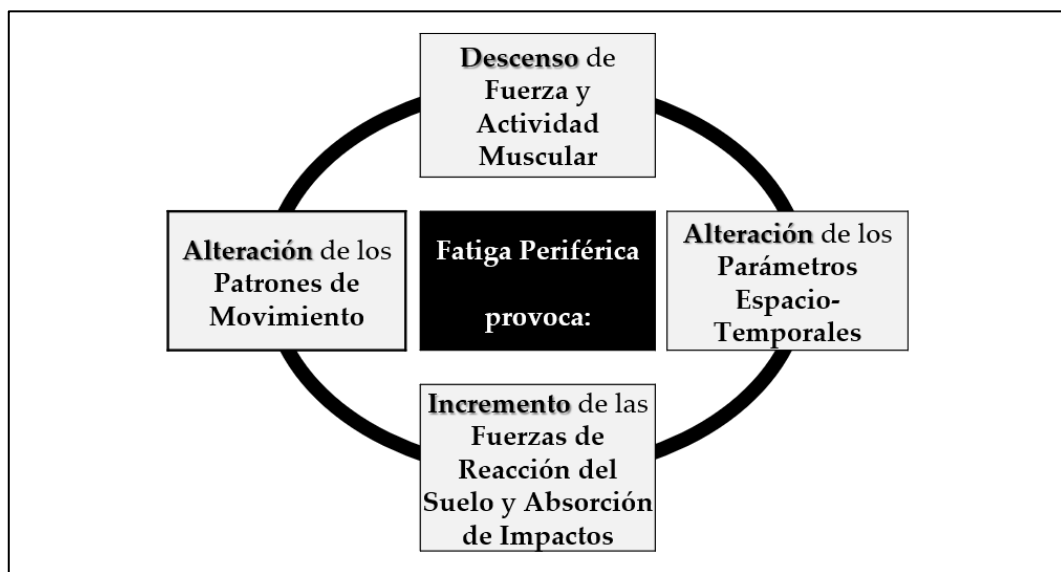 Descenso de
Fuerza y
Actividad
Muscular
Alteración de los
Patrones de
Movimiento
Fatiga Periférica
provoca:
Alteración de los
Parámetros
Espacio-
Temporales
Incremento de las
Fuerzas de
Reacción del
Suelo y Absorción
de Impactos